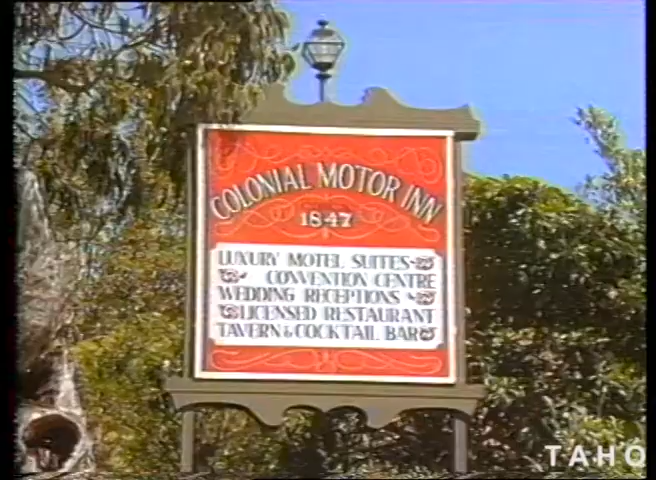 COLONIAL MOTOR INN
1847
LUXURY MOTEL SUITES
CONVENTION CENTRE
WEDDING RECEPTIONS
LICENSED RESTAURANT
TAVERN & COCKTAIL BAR
TAHO